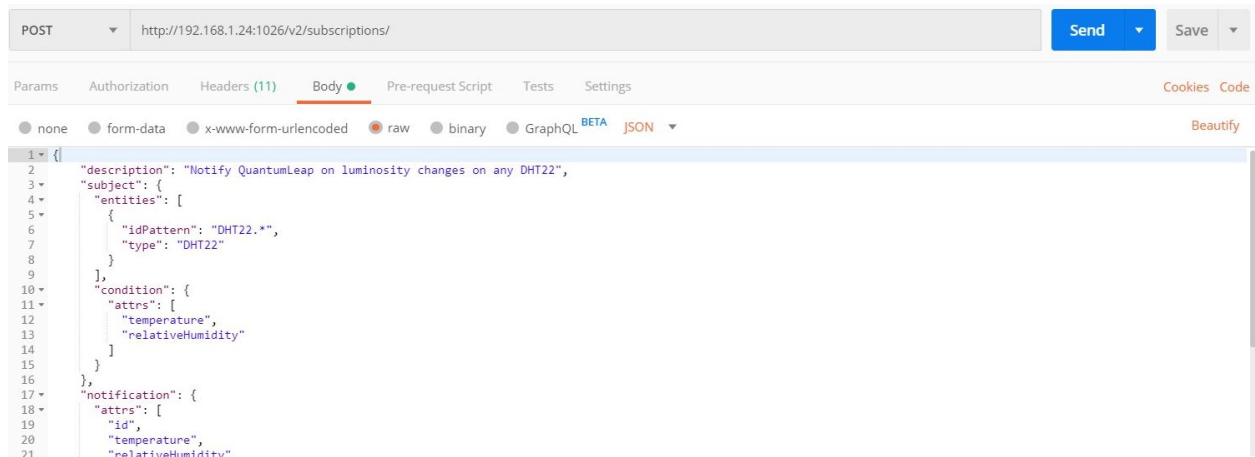 POST http://192.168.1.24:1026/v2/subscriptions/ Send Save
Params Authorization Headers (11) Body Pre-request Script Tests Settings Cookies Code
none form-data x-www-form-urlencoded raw binary GraphQL BETA JSON Beautify
1 {
2 "description": "Notify QuantumLeap on luminosity changes on any DHT22",
3 "subject": {
4 "entities": [
5 {
6 "idPattern": "DHT22.*",
7 "type": "DHT22"
8 }
9 ],
10 "condition": {
11 "attrs": [
12 "temperature",
13 "relativeHumidity"
14 ]
15 }
16 },
17 "notification": {
18 "attrs": [
19 "id",
20 "temperature",
21 "relativeHumidity"